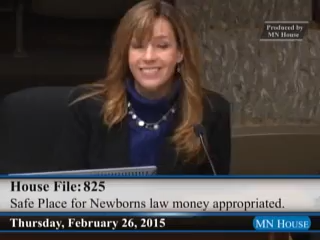 Produced by
MN House
House File: 825
Safe Place for Newborns law money appropriated.
Thursday, February 26, 2015
MN HOUSE